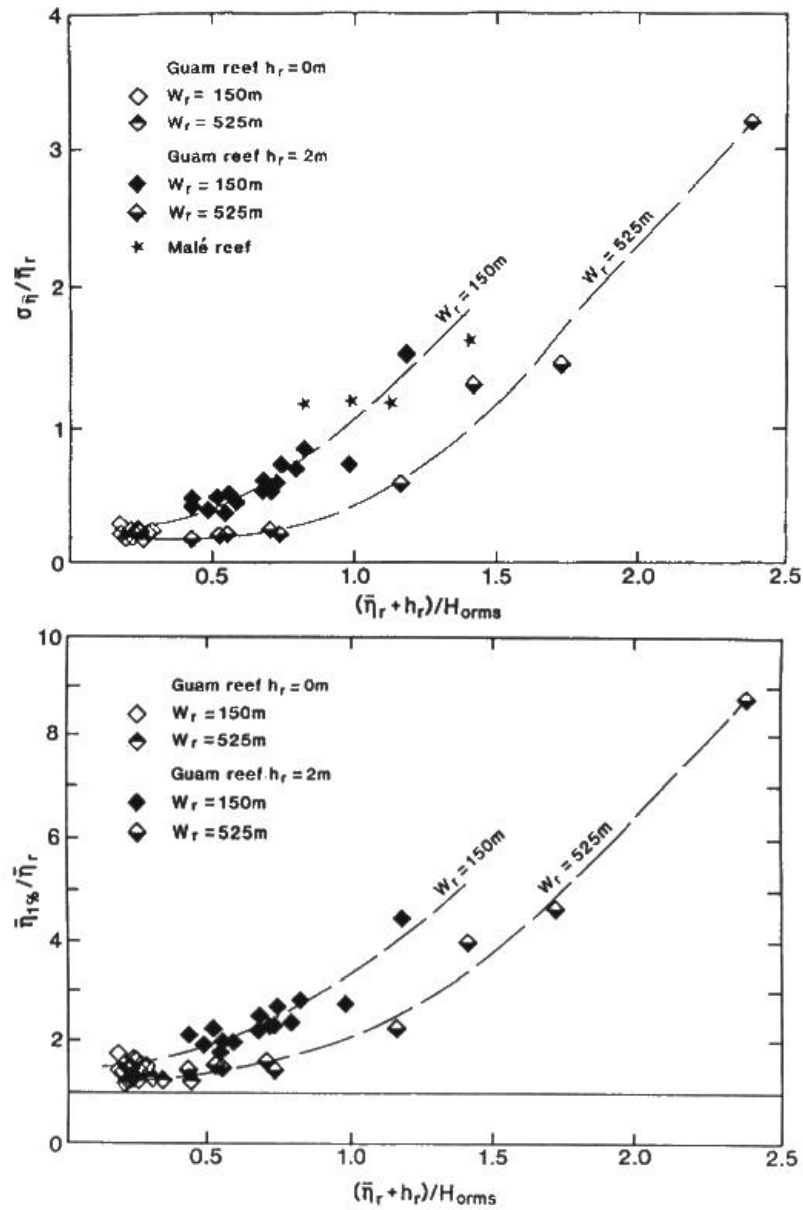 4
3
2
1
0
σ_η̄/η̄_r
Guam reef h_r = 0m
W_r = 150m
W_r = 525m
Guam reef h_r = 2m
W_r = 150m
W_r = 525m
Malé reef
W_r = 150m
W_r = 525m
0.5 1.0 1.5 2.0 2.5
(η̄_r + h_r)/H_orms
10
8
6
4
2
0
η̄_1%/η̄_r
Guam reef h_r = 0m
W_r = 150m
W_r = 525m
Guam reef h_r = 2m
W_r = 150m
W_r = 525m
W_r = 150m
W_r = 525m
0.5 1.0 1.5 2.0 2.5
(η̄_r + h_r)/H_orms